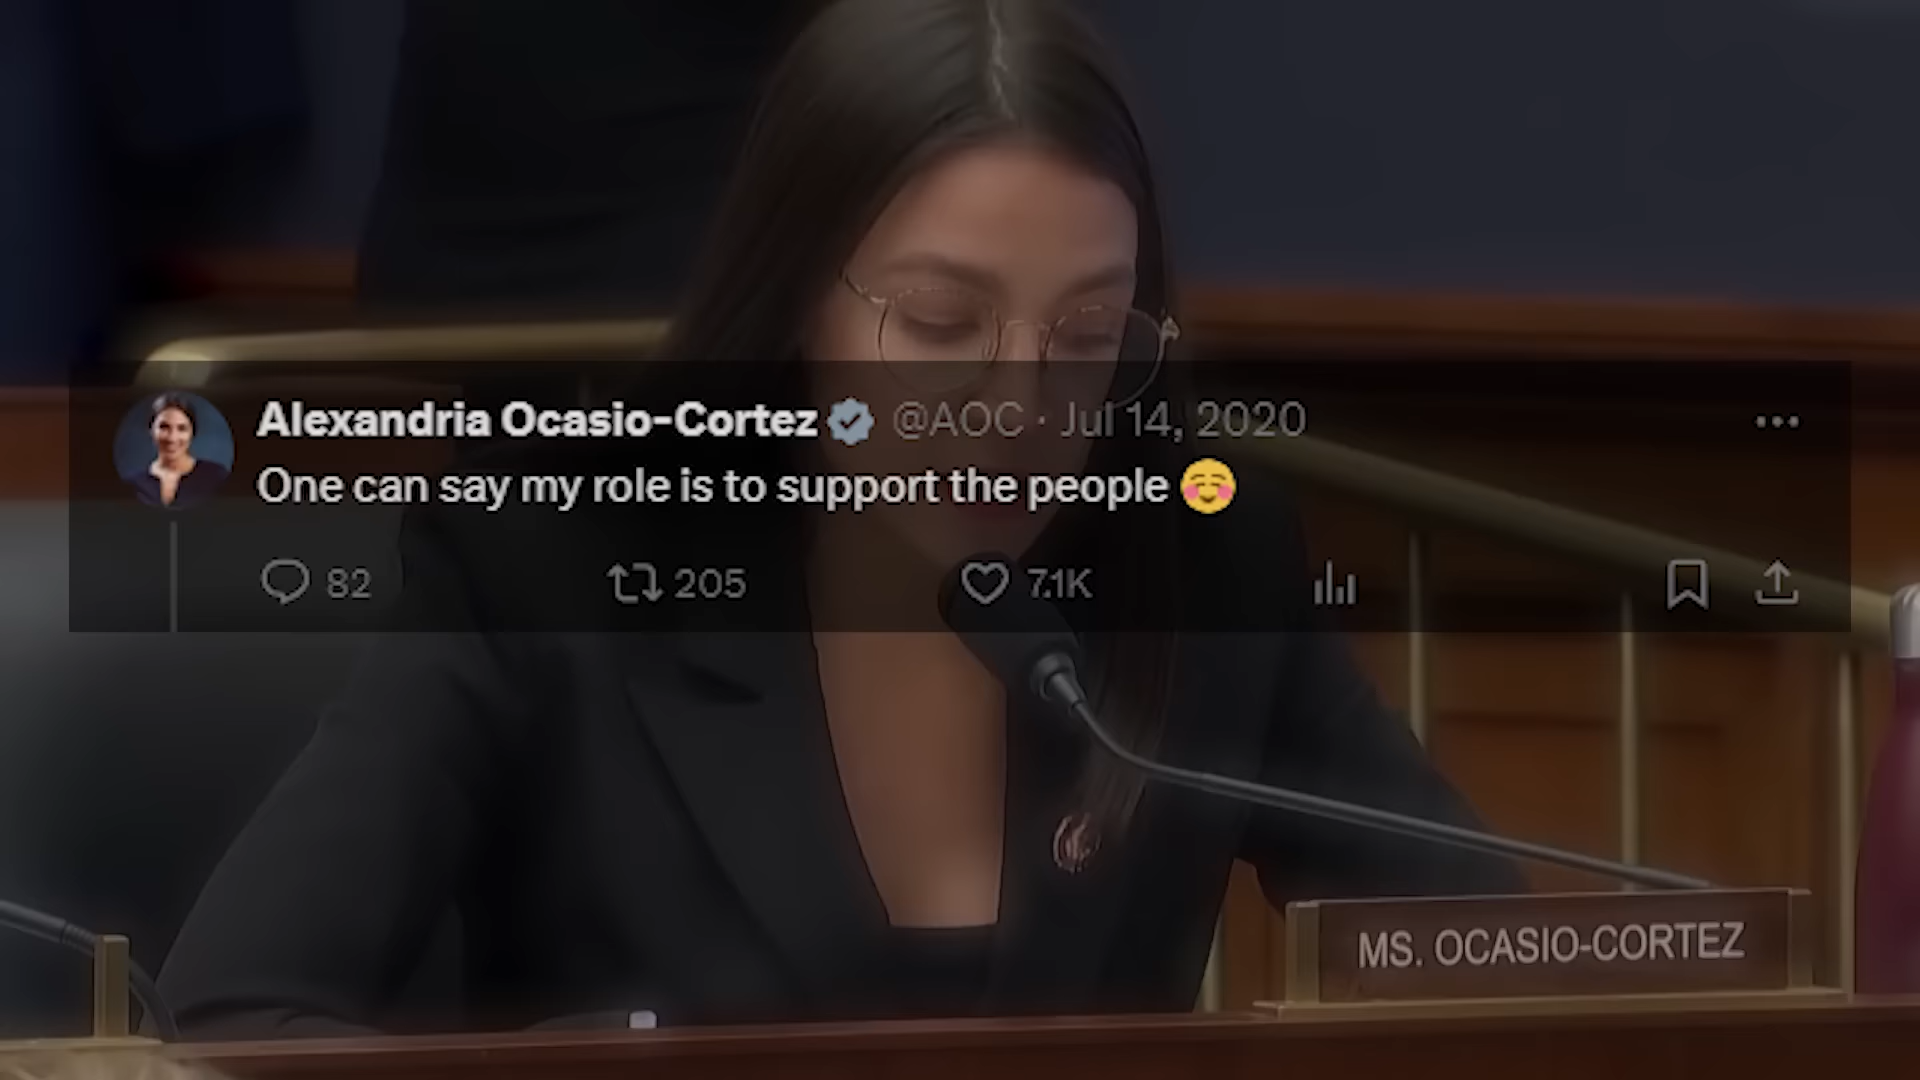 Alexandria Ocasio-Cortez @AOC · Jul 14, 2020
One can say my role is to support the people ☺️
82 205 7.1K
MS. OCASIO-CORTEZ